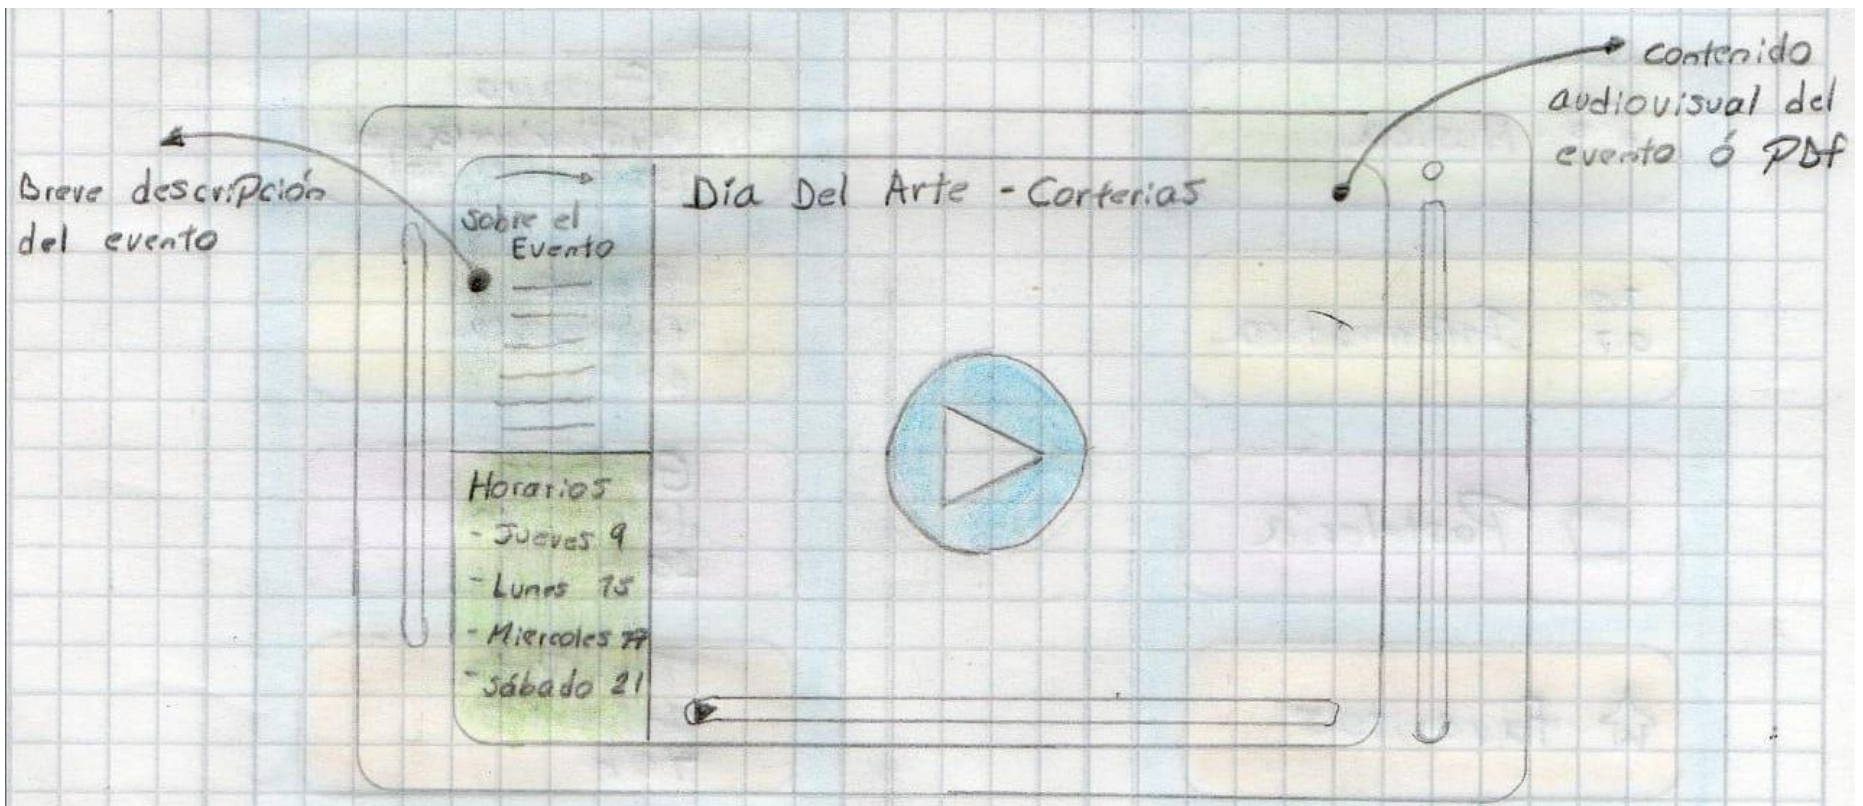 contenido
audiovisual del
evento ó PDf
Breve descripción
del evento
sobre el
Evento
Día Del Arte - Corterias
Horarios
- Jueves 9
- Lunes 15
- Miercoles
- Sábado 21